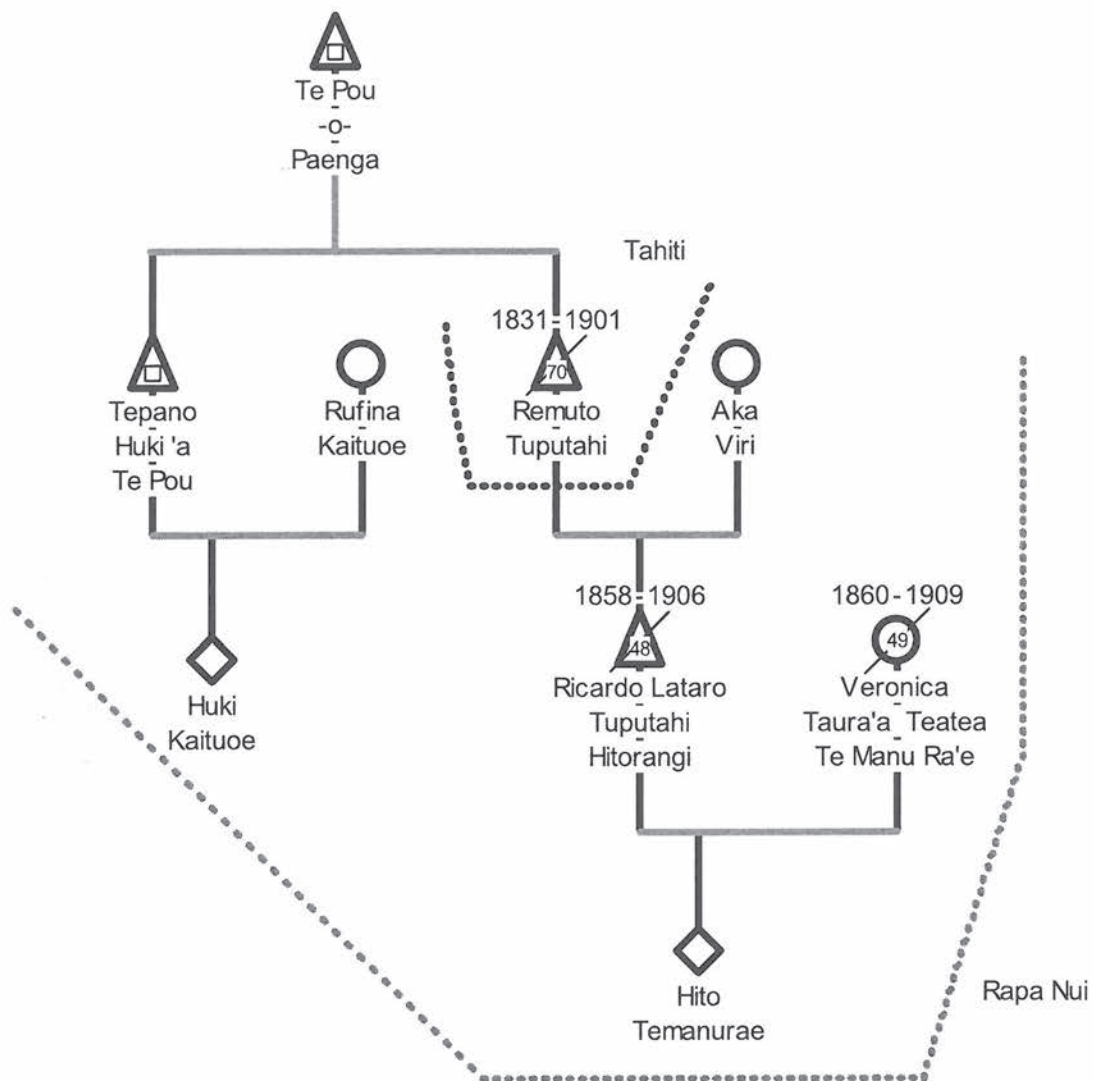 Te Pou
-o-
Paenga
Tahiti
1831-1901
70
Tepano
Huki 'a
Te Pou
Rufina
Kaituoe
Remuto
Tuputahi
Aka
Viri
1858-1906
48
1860-1909
49
Huki
Kaituoe
Ricardo Lataro
Tuputahi
Hitorangi
Veronica
Taura'a Teatea
Te Manu Ra'e
Hito
Temanurae
Rapa Nui